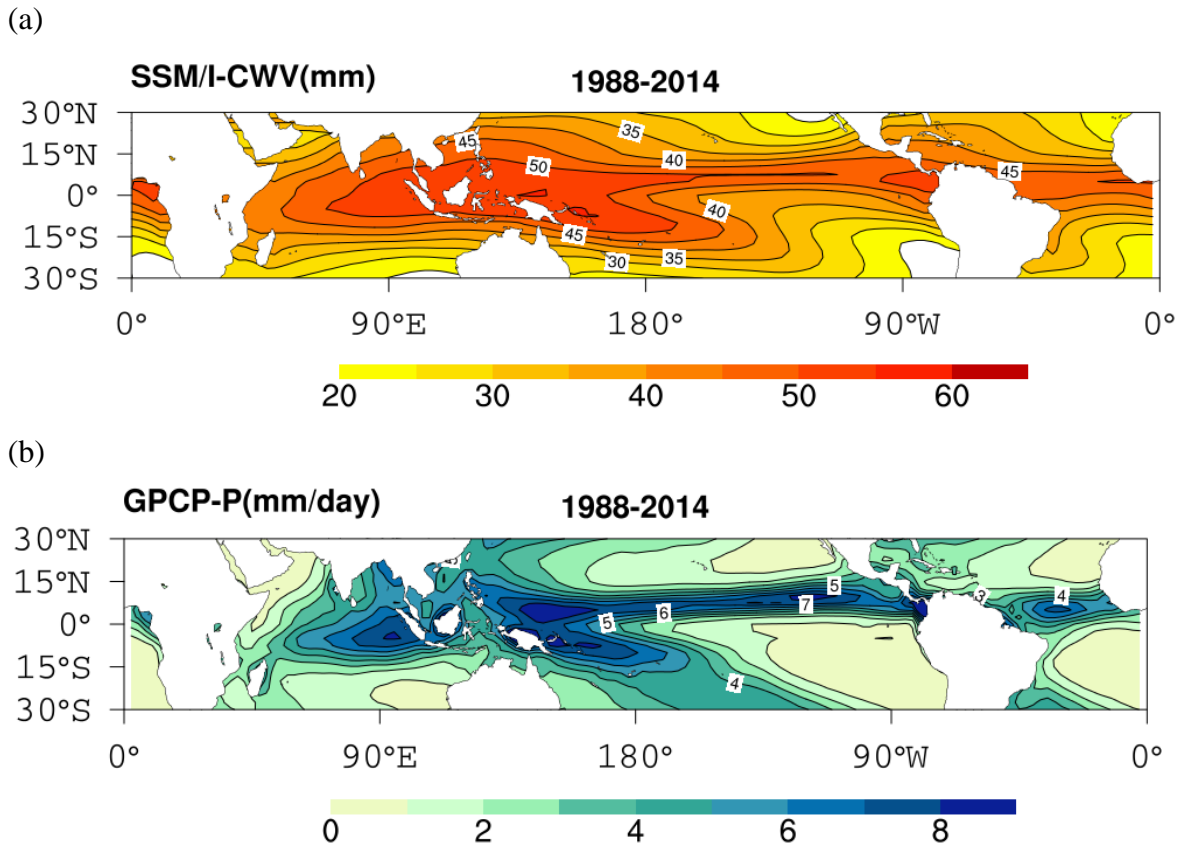 (a)
SSM/I-CWV(mm) 1988-2014
30°N
15°N
0°
15°S
30°S
45
35
50
40
45
40
45
30
35
0° 90°E 180° 90°W 0°
20 30 40 50 60
(b)
GPCP-P(mm/day) 1988-2014
30°N
15°N
0°
15°S
30°S
5
3
4
6
7
5
4
0° 90°E 180° 90°W 0°
0 2 4 6 8